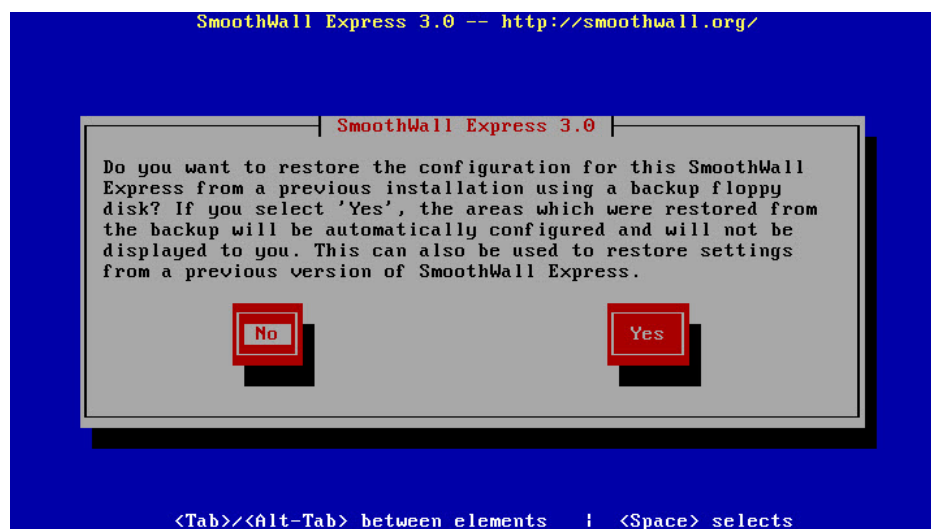 SmoothWall Express 3.0 -- http://smoothwall.org/
SmoothWall Express 3.0
Do you want to restore the configuration for this SmoothWall
Express from a previous installation using a backup floppy
disk? If you select 'Yes', the areas which were restored from
the backup will be automatically configured and will not be
displayed to you. This can also be used to restore settings
from a previous version of SmoothWall Express.
No Yes
<Tab>/<Alt-Tab> between elements | <Space> selects